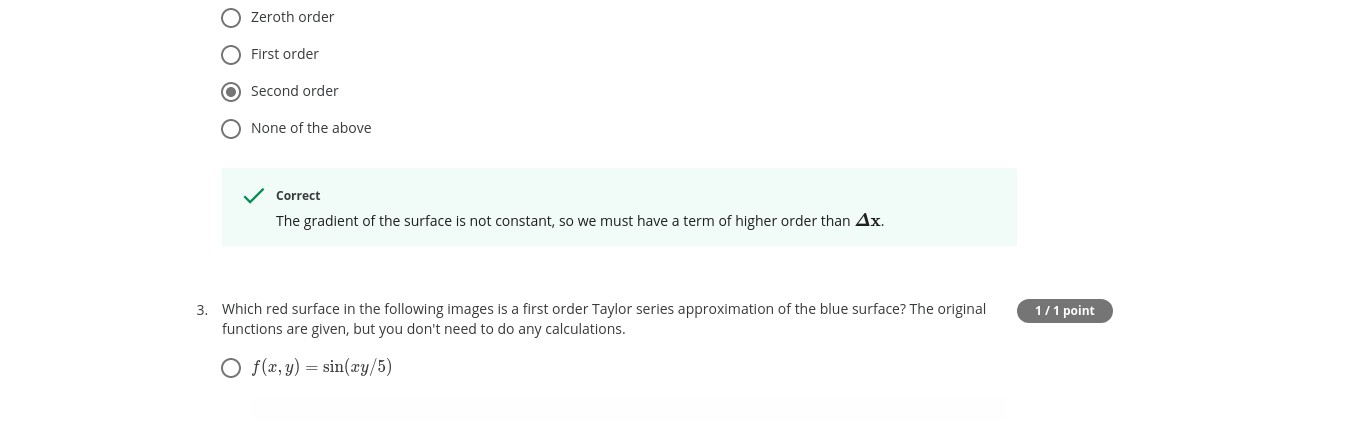 Zeroth order
First order
Second order
None of the above
Correct
The gradient of the surface is not constant, so we must have a term of higher order than Δx.
3. Which red surface in the following images is a first order Taylor series approximation of the blue surface? The original
functions are given, but you don't need to do any calculations.
1 / 1 point
f(x, y) = sin(xy/5)